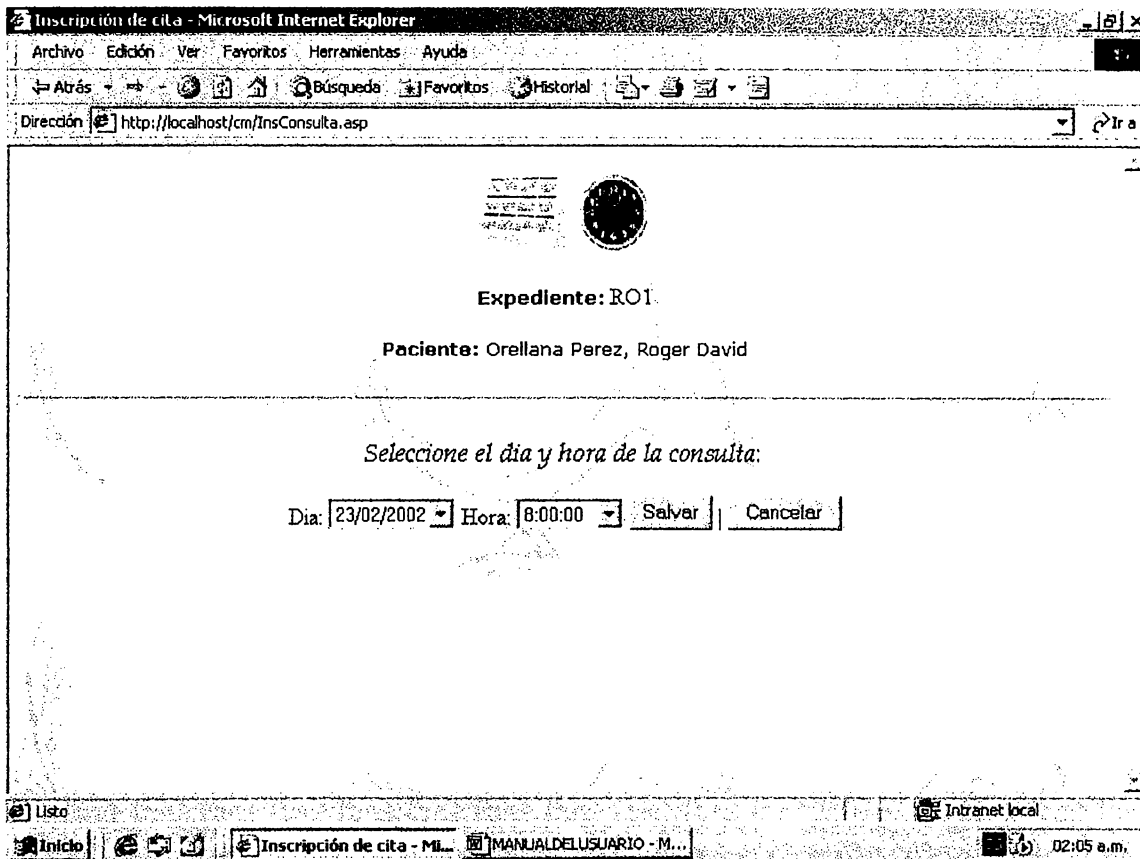 Inscripción de cita - Microsoft Internet Explorer
Archivo Edición Ver Favoritos Herramientas Ayuda
Atrás Búsqueda Favoritos Historial
Dirección http://localhost/cm/InsConsulta.asp Ir a
Expediente: RO1
Paciente: Orellana Perez, Roger David
Seleccione el dia y hora de la consulta:
Dia: 23/02/2002 Hora: 8:00:00 Salvar | Cancelar
Listo Intranet local
Inicio Inscripción de cita - Mi... MANUALDELUSUARIO - M... 02:05 a.m.